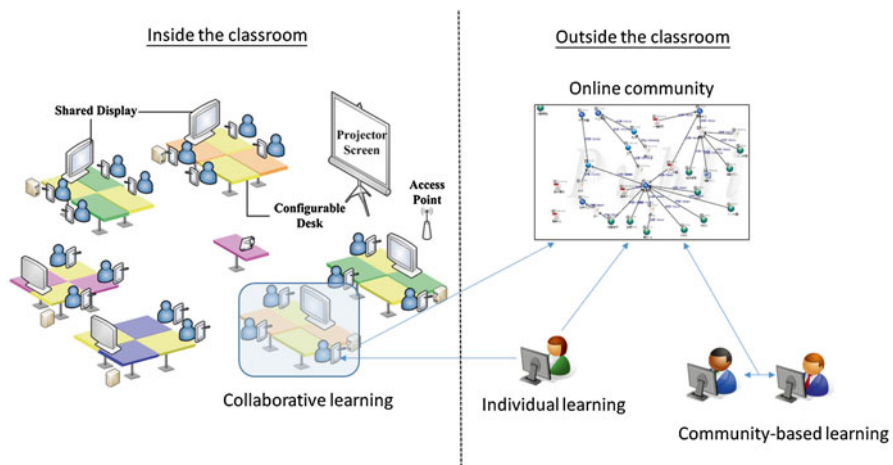 Inside the classroom
Outside the classroom
Online community
Shared Display
Projector
Screen
Access
Point
Configurable
Desk
Collaborative learning
Individual learning
Community-based learning